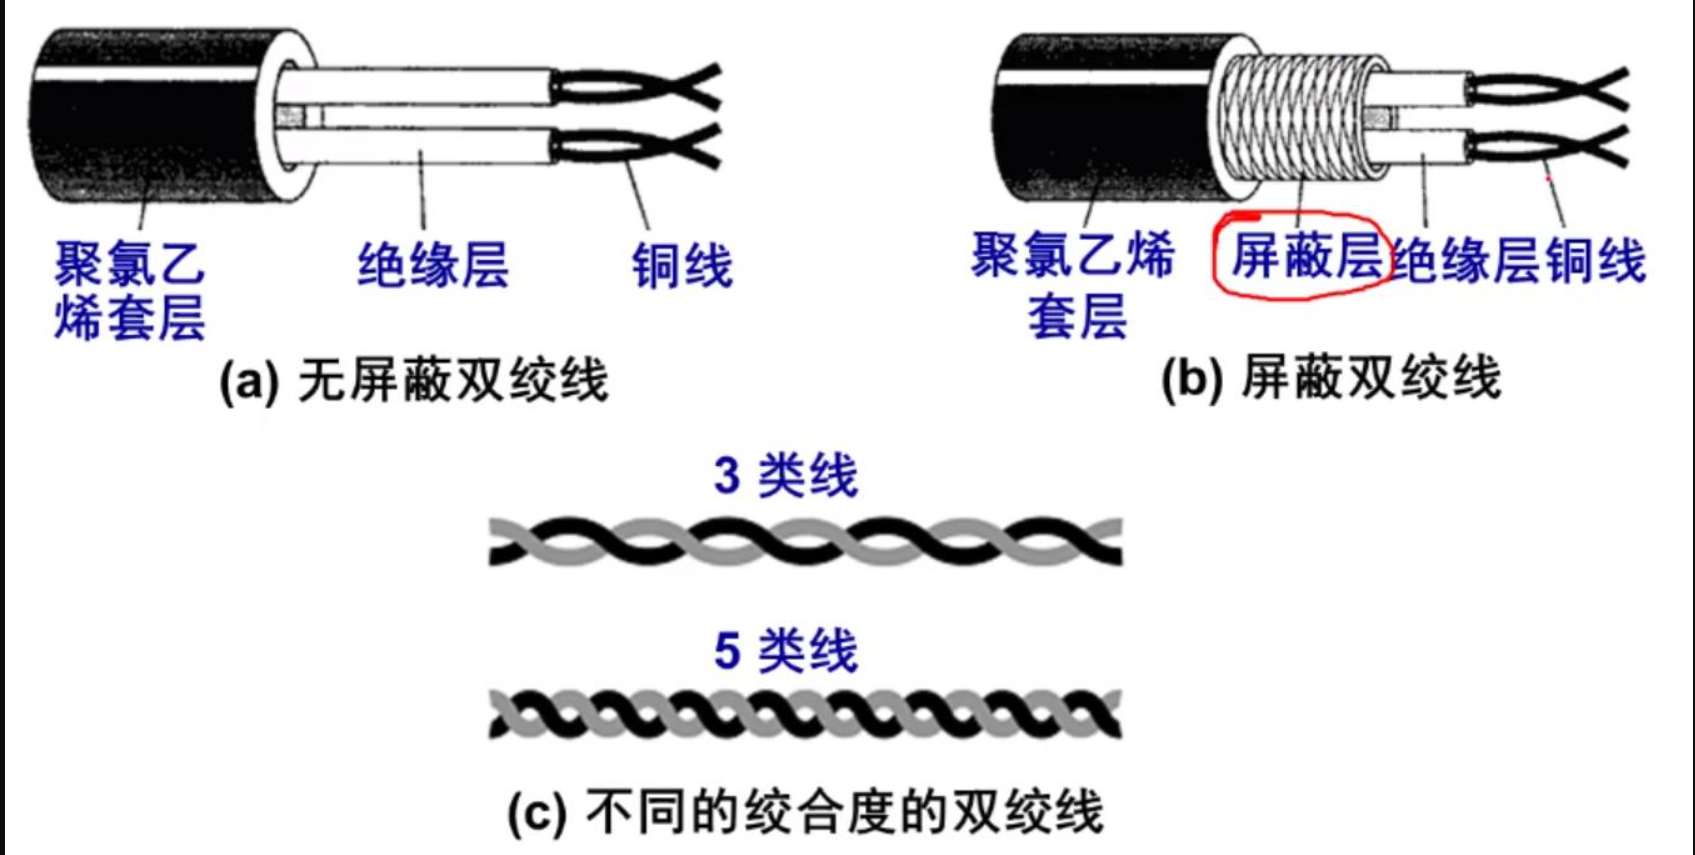 聚氯乙
烯套层
绝缘层
铜线
(a) 无屏蔽双绞线
聚氯乙烯
套层
屏蔽层
绝缘层
铜线
(b) 屏蔽双绞线
3 类线
5 类线
(c) 不同的绞合度的双绞线